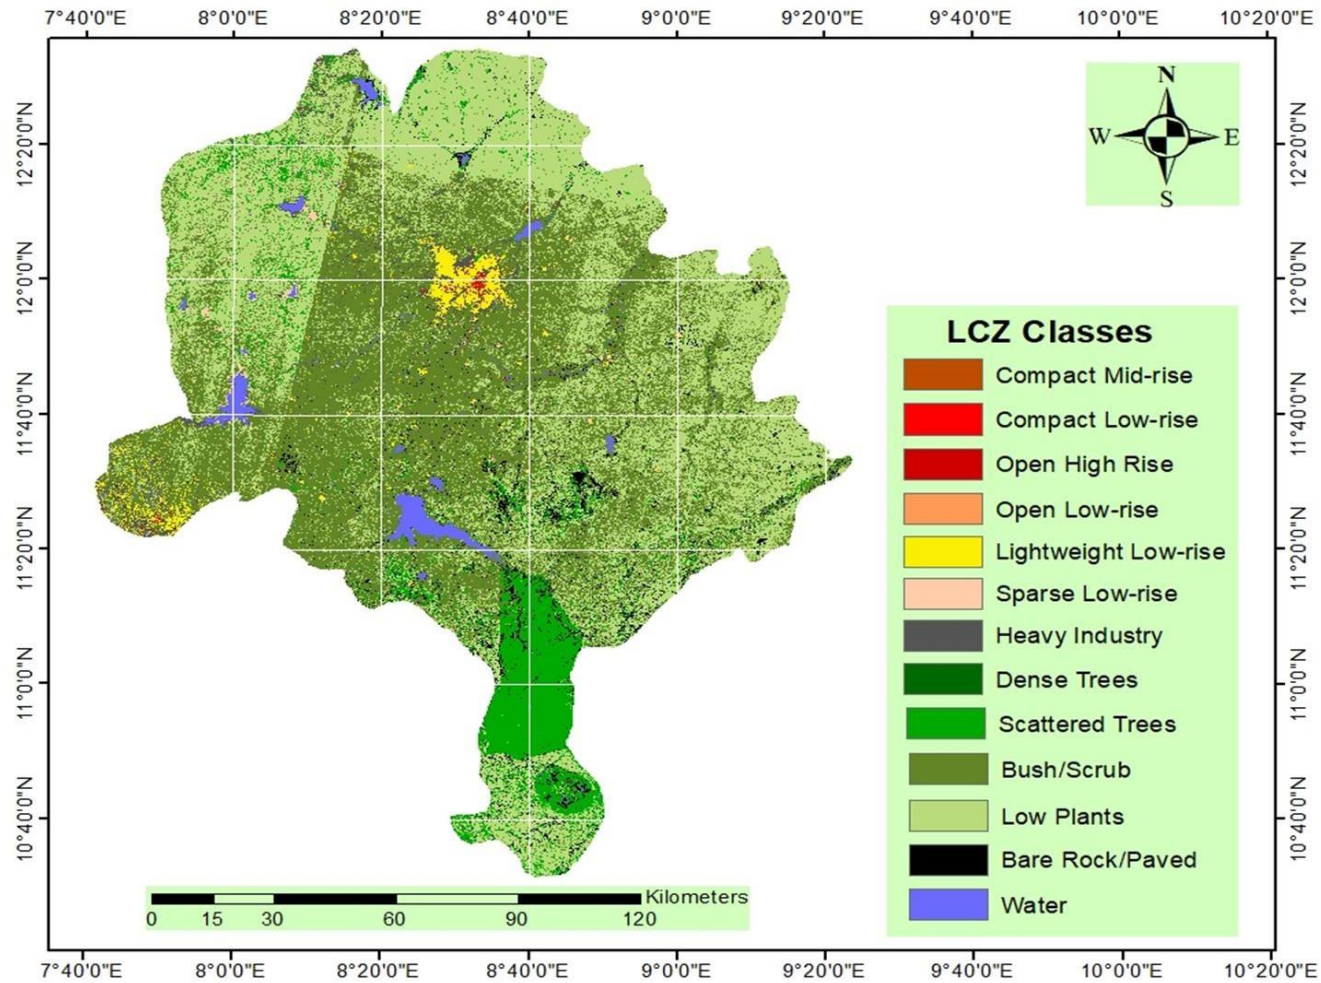 7°40'0"E 8°00'0"E 8°20'0"E 8°40'0"E 9°0'0"E 9°20'0"E 9°40'0"E 10°0'0"E 10°20'0"E
N
W E
S
12°20'0"N 12°20'0"N
12°0'0"N 12°0'0"N
11°40'0"N 11°40'0"N
11°20'0"N 11°20'0"N
11°0'0"N 11°0'0"N
10°40'0"N 10°40'0"N
LCZ Classes
Compact Mid-rise
Compact Low-rise
Open High Rise
Open Low-rise
Lightweight Low-rise
Sparse Low-rise
Heavy Industry
Dense Trees
Scattered Trees
Bush/Scrub
Low Plants
Bare Rock/Paved
Water
Kilometers
0 15 30 60 90 120
7°40'0"E 8°00'0"E 8°20'0"E 8°40'0"E 9°0'0"E 9°20'0"E 9°40'0"E 10°0'0"E 10°20'0"E